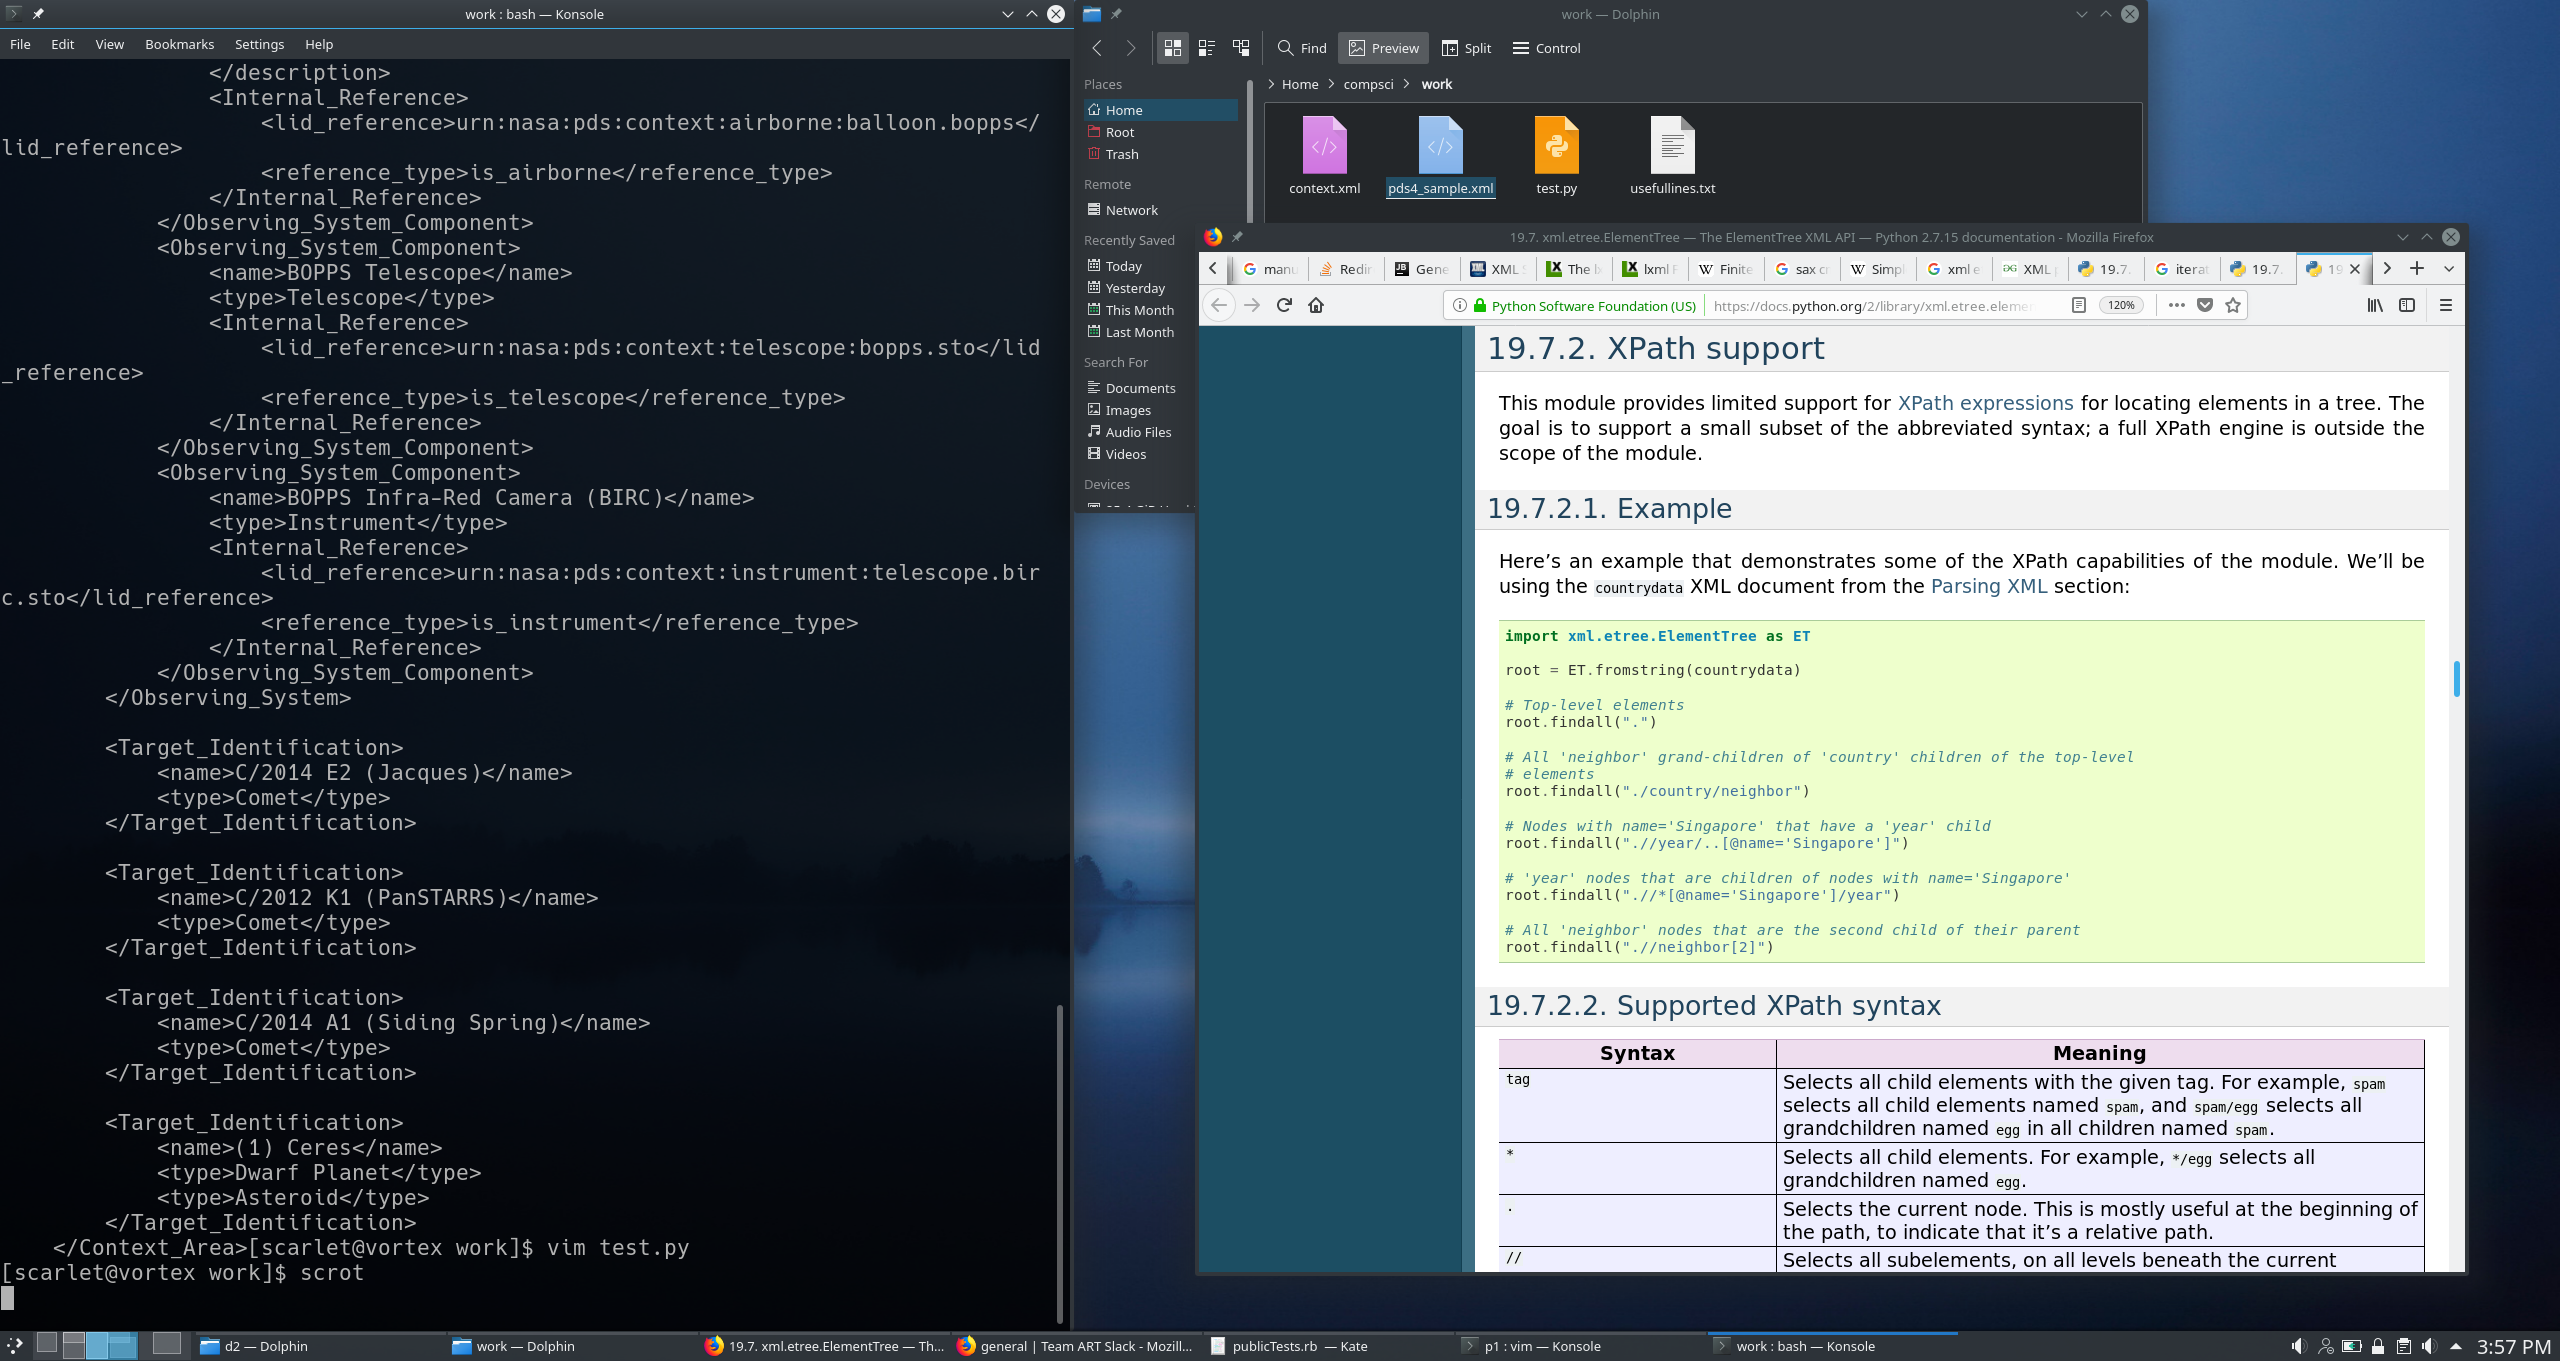 work : bash — Konsole
File Edit View Bookmarks Settings Help
</description>
<Internal_Reference>
<lid_reference>urn:nasa:pds:context:airborne:balloon.bopps</
lid_reference>
<reference_type>is_airborne</reference_type>
</Internal_Reference>
</Observing_System_Component>
<Observing_System_Component>
<name>BOPPS Telescope</name>
<type>Telescope</type>
<Internal_Reference>
<lid_reference>urn:nasa:pds:context:telescope:bopps.sto</lid
_reference>
<reference_type>is_telescope</reference_type>
</Internal_Reference>
</Observing_System_Component>
<Observing_System_Component>
<name>BOPPS Infra-Red Camera (BIRC)</name>
<type>Instrument</type>
<Internal_Reference>
<lid_reference>urn:nasa:pds:context:instrument:telescope.bir
c.sto</lid_reference>
<reference_type>is_instrument</reference_type>
</Internal_Reference>
</Observing_System_Component>
</Observing_System>
<Target_Identification>
<name>C/2014 E2 (Jacques)</name>
<type>Comet</type>
</Target_Identification>
<Target_Identification>
<name>C/2012 K1 (PanSTARRS)</name>
<type>Comet</type>
</Target_Identification>
<Target_Identification>
<name>C/2014 A1 (Siding Spring)</name>
<type>Comet</type>
</Target_Identification>
<Target_Identification>
<name>(1) Ceres</name>
<type>Dwarf Planet</type>
<type>Asteroid</type>
</Target_Identification>
</Context_Area>[scarlet@vortex work]$ vim test.py
[scarlet@vortex work]$ scrot
work — Dolphin
Find Preview Split Control
Places
Home
Root
Trash
Remote
Network
Recently Saved
Today
Yesterday
This Month
Last Month
Search For
Documents
Images
Audio Files
Videos
Devices
Home compsci work
context.xml pds4_sample.xml test.py usefullines.txt
19.7. xml.etree.ElementTree — The ElementTree XML API — Python 2.7.15 documentation - Mozilla Firefox
manu Redir Gene XML S The lx lxml F Finite sax cr Simpl xml e XML p 19.7. iterat 19.7. 19
Python Software Foundation (US) https://docs.python.org/2/library/xml.etree.eleme 120%
19.7.2. XPath support
This module provides limited support for XPath expressions for locating elements in a tree. The
goal is to support a small subset of the abbreviated syntax; a full XPath engine is outside the
scope of the module.
19.7.2.1. Example
Here’s an example that demonstrates some of the XPath capabilities of the module. We’ll be
using the countrydata XML document from the Parsing XML section:
import xml.etree.ElementTree as ET
root = ET.fromstring(countrydata)
# Top-level elements
root.findall(".")
# All 'neighbor' grand-children of 'country' children of the top-level
# elements
root.findall("./country/neighbor")
# Nodes with name='Singapore' that have a 'year' child
root.findall(".//year/..[@name='Singapore']")
# 'year' nodes that are children of nodes with name='Singapore'
root.findall(".//*[@name='Singapore']/year")
# All 'neighbor' nodes that are the second child of their parent
root.findall(".//neighbor[2]")
19.7.2.2. Supported XPath syntax
Syntax Meaning
tag Selects all child elements with the given tag. For example, spam
selects all child elements named spam, and spam/egg selects all
grandchildren named egg in all children named spam.
* Selects all child elements. For example, */egg selects all
grandchildren named egg.
. Selects the current node. This is mostly useful at the beginning of
the path, to indicate that it’s a relative path.
// Selects all subelements, on all levels beneath the current
d2 — Dolphin work — Dolphin 19.7. xml.etree.ElementTree — Th... general | Team ART Slack - Mozill... publicTests.rb — Kate p1 : vim — Konsole work : bash — Konsole 3:57 PM